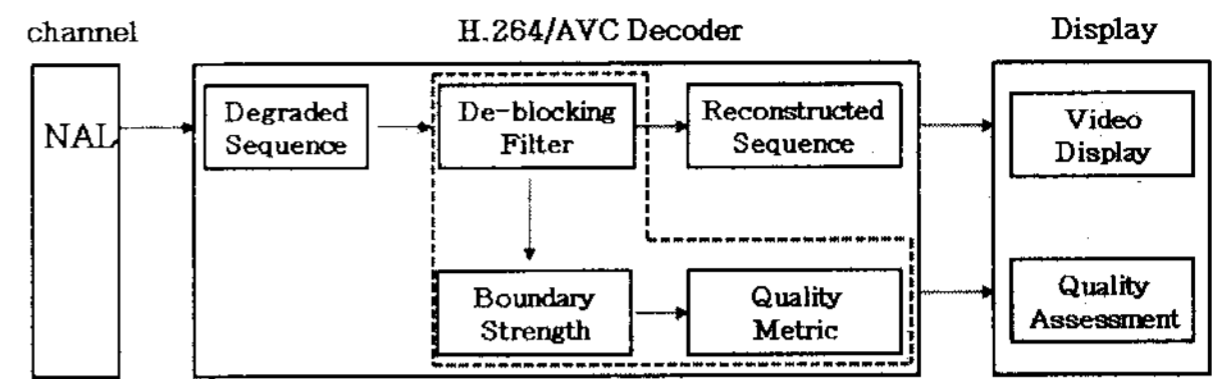 channel
H.264/AVC Decoder
Display
NAL
Degraded
Sequence
De-blocking
Filter
Reconstructed
Sequence
Video
Display
Boundary
Strength
Quality
Metric
Quality
Assessment